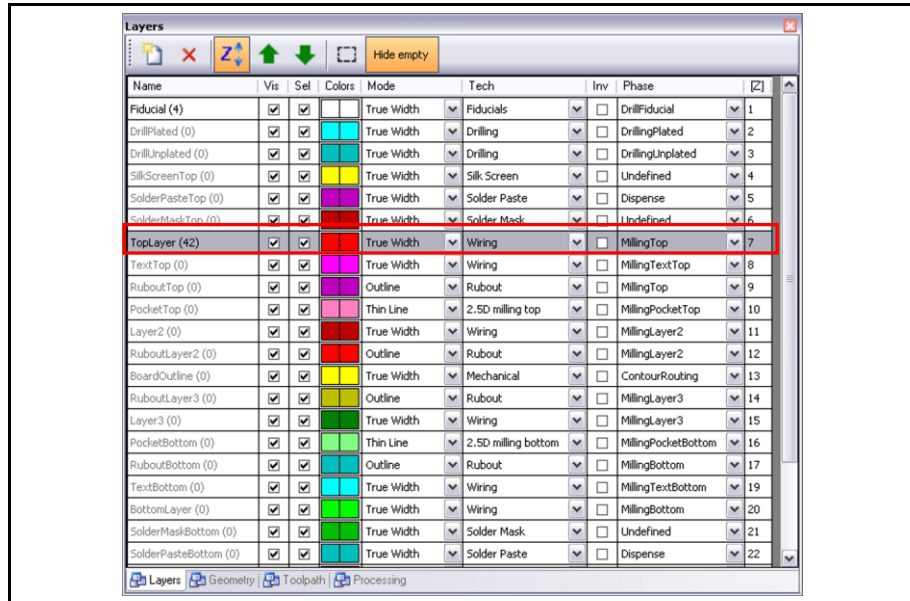 Layers
Z Hide empty
Name Vis Sel Colors Mode Tech Inv Phase [Z]
Fiducial (4) True Width Fiducials DrillFiducial 1
DrillPlated (0) True Width Drilling DrillingPlated 2
DrillUnplated (0) True Width Drilling DrillingUnplated 3
SilkScreenTop (0) True Width Silk Screen Undefined 4
SolderPasteTop (0) True Width Solder Paste Dispense 5
SolderMaskTop (0) True Width Solder Mask Undefined 6
TopLayer (42) True Width Wiring MillingTop 7
TextTop (0) True Width Wiring MillingTextTop 8
RuboutTop (0) Outline Rubout MillingTop 9
PocketTop (0) Thin Line 2.5D milling top MillingPocketTop 10
Layer2 (0) True Width Wiring MillingLayer2 11
RuboutLayer2 (0) Outline Rubout MillingLayer2 12
BoardOutline (0) True Width Mechanical ContourRouting 13
RuboutLayer3 (0) Outline Rubout MillingLayer3 14
Layer3 (0) True Width Wiring MillingLayer3 15
PocketBottom (0) Thin Line 2.5D milling bottom MillingPocketBottom 16
RuboutBottom (0) Outline Rubout MillingBottom 17
TextBottom (0) True Width Wiring MillingTextBottom 19
BottomLayer (0) True Width Wiring MillingBottom 20
SolderMaskBottom (0) True Width Solder Mask Undefined 21
SolderPasteBottom (0) True Width Solder Paste Dispense 22
Layers Geometry Toolpath Processing